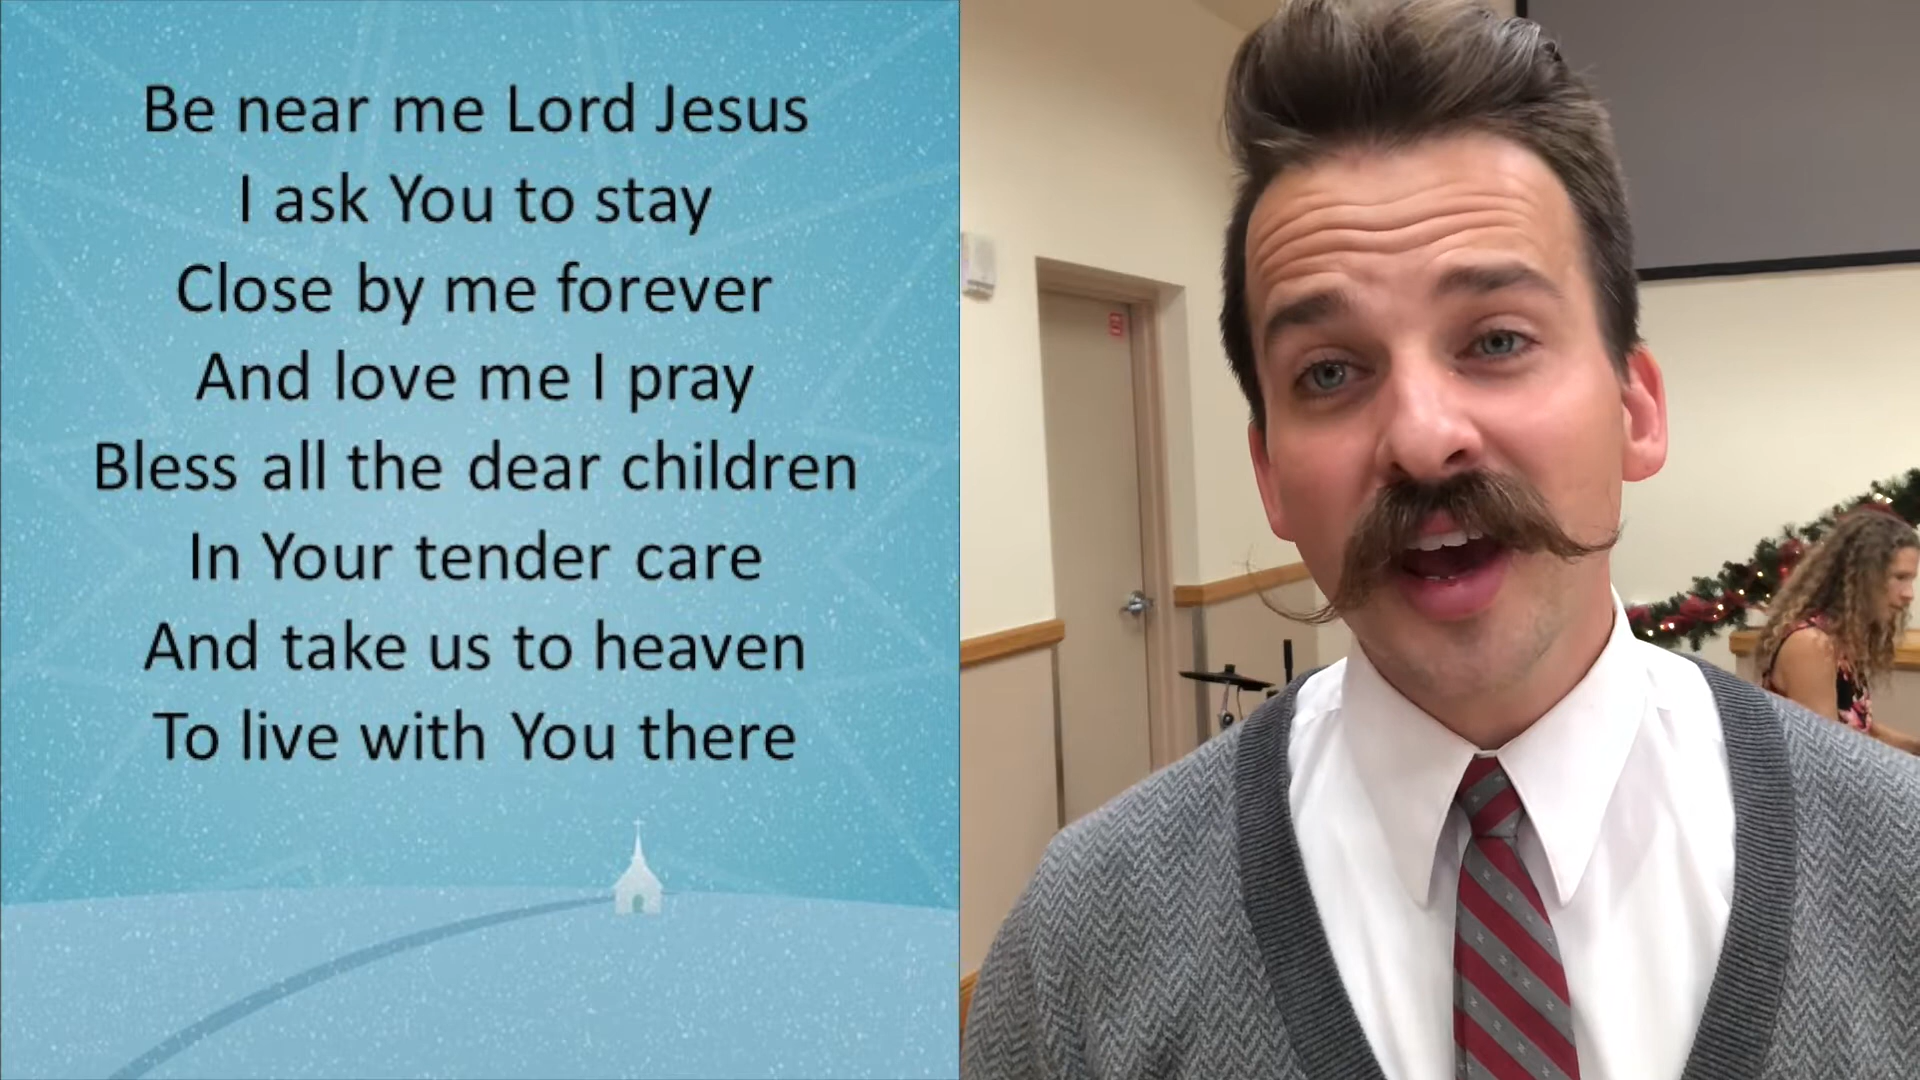 Be near me Lord Jesus
I ask You to stay
Close by me forever
And love me I pray
Bless all the dear children
In Your tender care
And take us to heaven
To live with You there